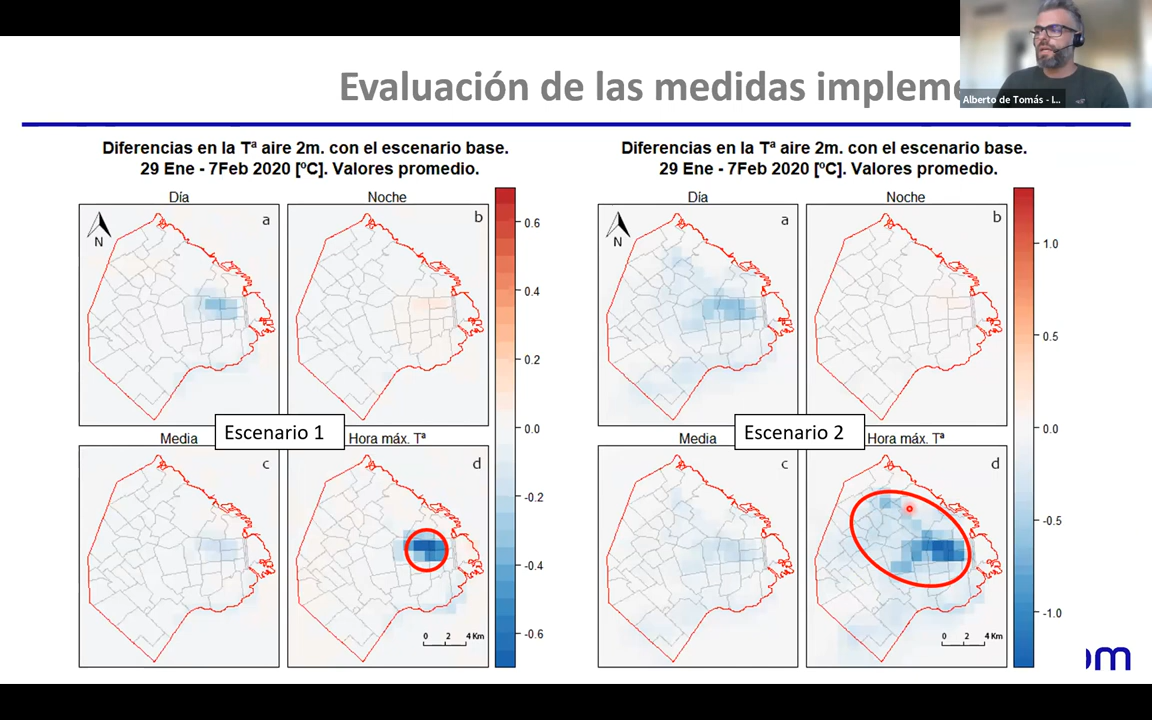 Evaluación de las medidas impleme
Alberto de Tomás - I...
Diferencias en la Tª aire 2m. con el escenario base.
29 Ene - 7Feb 2020 [ºC]. Valores promedio.
Día
Noche
a
b
N
0.6
0.4
0.2
0.0
-0.2
-0.4
-0.6
Escenario 1
Media
Hora máx. Tª
c
d
0 2 4 Km
Diferencias en la Tª aire 2m. con el escenario base.
29 Ene - 7Feb 2020 [ºC]. Valores promedio.
Día
Noche
a
b
N
1.0
0.5
0.0
-0.5
-1.0
Escenario 2
Media
Hora máx. Tª
c
d
0 2 4 Km